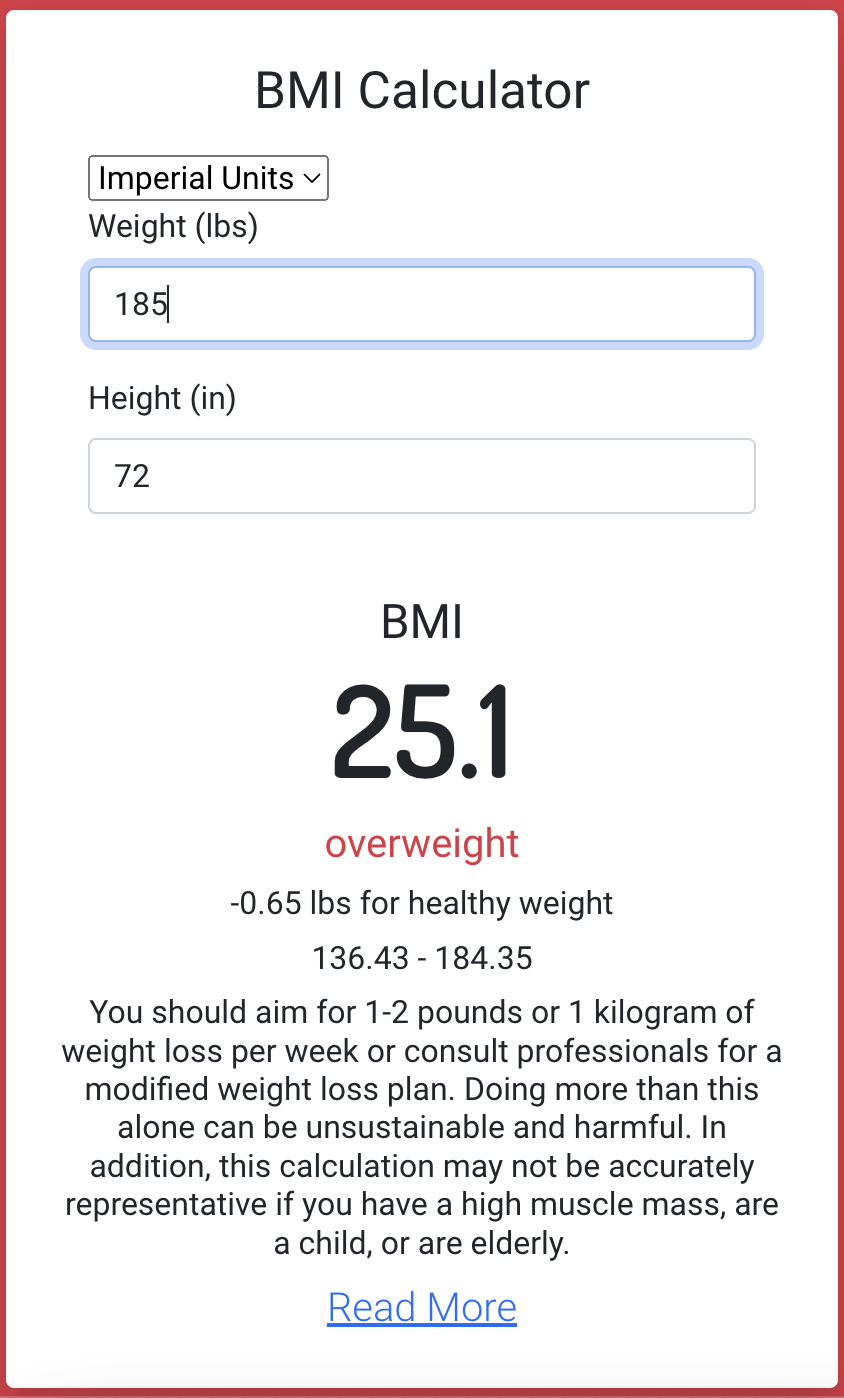 BMI Calculator
Imperial Units
Weight (lbs)
185
Height (in)
72
BMI
25.1
overweight
-0.65 lbs for healthy weight
136.43 - 184.35
You should aim for 1-2 pounds or 1 kilogram of
weight loss per week or consult professionals for a
modified weight loss plan. Doing more than this
alone can be unsustainable and harmful. In
addition, this calculation may not be accurately
representative if you have a high muscle mass, are
a child, or are elderly.
Read More